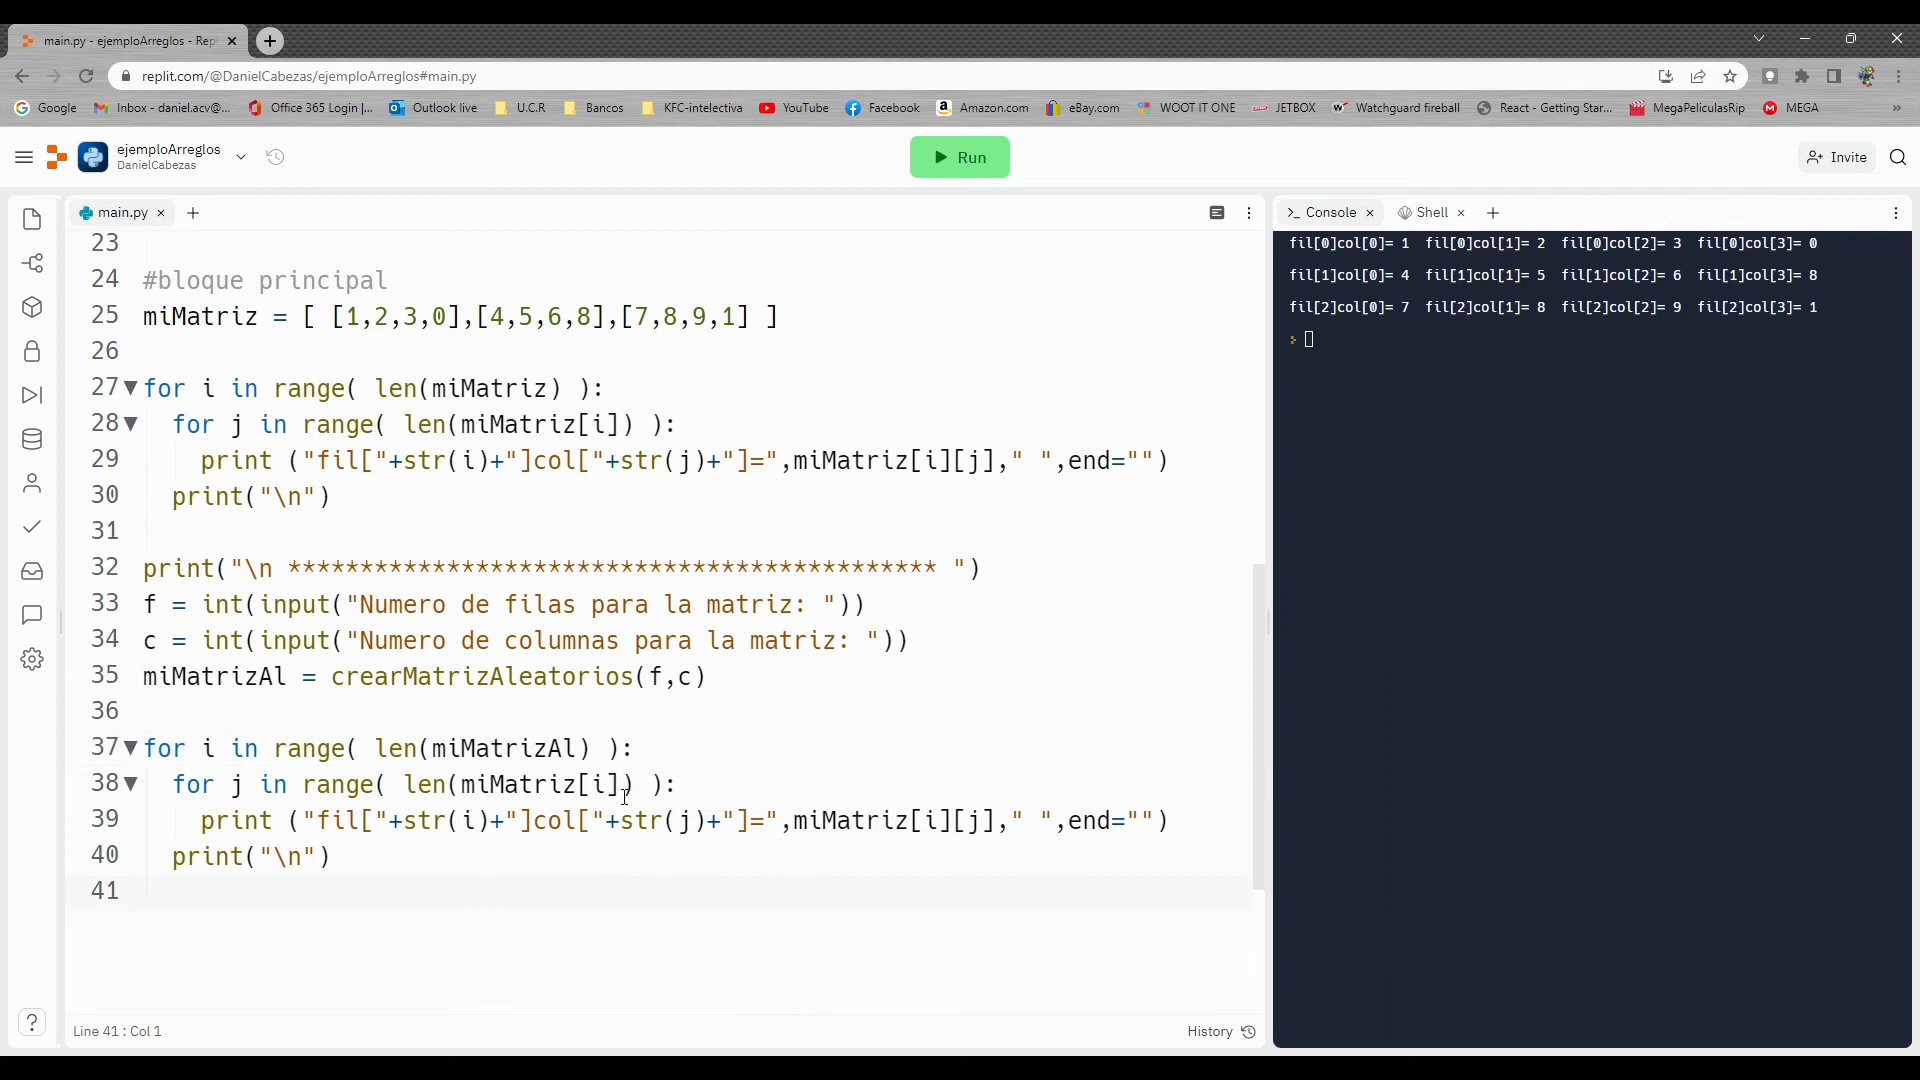 main.py - ejemploArreglos - Rep
replit.com/@DanielCabezas/ejemploArreglos#main.py
Google Inbox - daniel.acv@... Office 365 Login |... Outlook live U.C.R Bancos KFC-intelectiva YouTube Facebook Amazon.com eBay.com WOOT IT ONE JETBOX Watchguard fireball React - Getting Star... MegaPeliculasRip MEGA »
ejemploArreglos
DanielCabezas
Run
Invite
main.py
23
24 #bloque principal
25 miMatriz = [ [1,2,3,0],[4,5,6,8],[7,8,9,1] ]
26
27 for i in range( len(miMatriz) ):
28 for j in range( len(miMatriz[i]) ):
29 print ("fil["+str(i)+"]col["+str(j)+"]=",miMatriz[i][j]," ",end="")
30 print("\n")
31
32 print("\n ********************************************* ")
33 f = int(input("Numero de filas para la matriz: "))
34 c = int(input("Numero de columnas para la matriz: "))
35 miMatrizAl = crearMatrizAleatorios(f,c)
36
37 for i in range( len(miMatrizAl) ):
38 for j in range( len(miMatriz[i]) ):
39 print ("fil["+str(i)+"]col["+str(j)+"]=",miMatriz[i][j]," ",end="")
40 print("\n")
41
Line 41 : Col 1
History
Console Shell
fil[0]col[0]= 1 fil[0]col[1]= 2 fil[0]col[2]= 3 fil[0]col[3]= 0
fil[1]col[0]= 4 fil[1]col[1]= 5 fil[1]col[2]= 6 fil[1]col[3]= 8
fil[2]col[0]= 7 fil[2]col[1]= 8 fil[2]col[2]= 9 fil[2]col[3]= 1